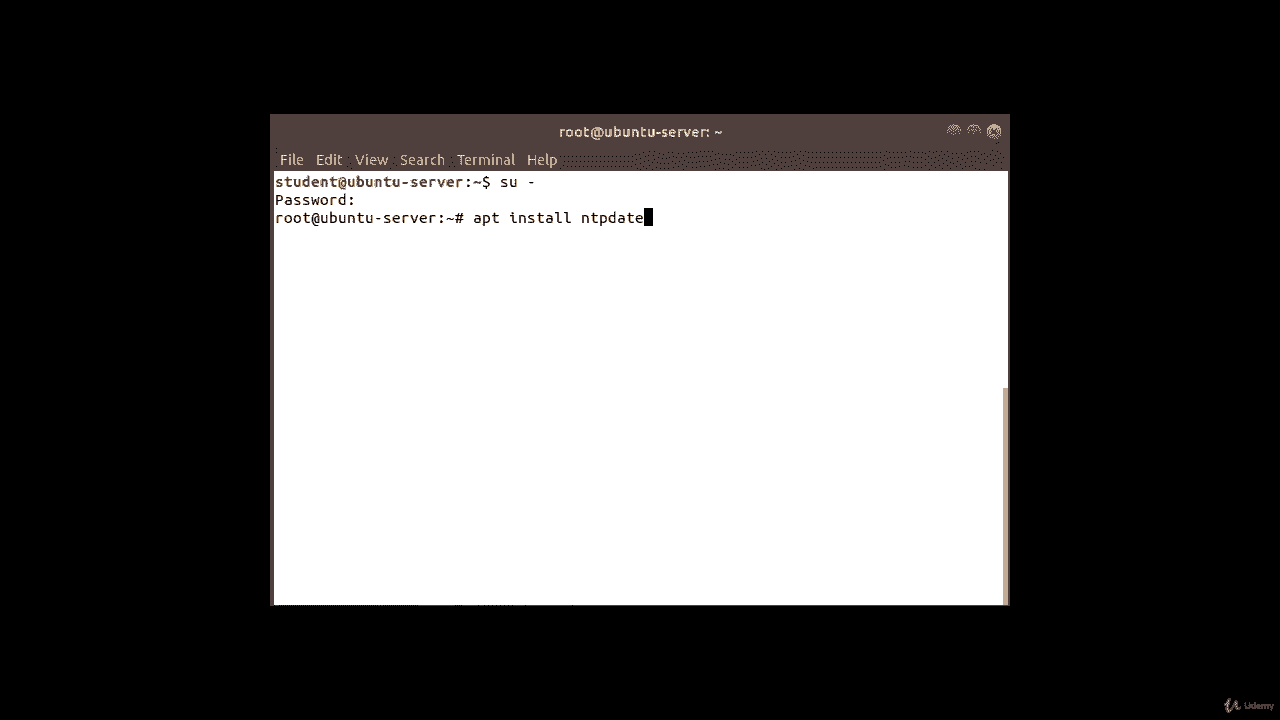 root@ubuntu-server: ~
File Edit View Search Terminal Help
student@ubuntu-server:~$ su -
Password:
root@ubuntu-server:~# apt install ntpdate
Udemy